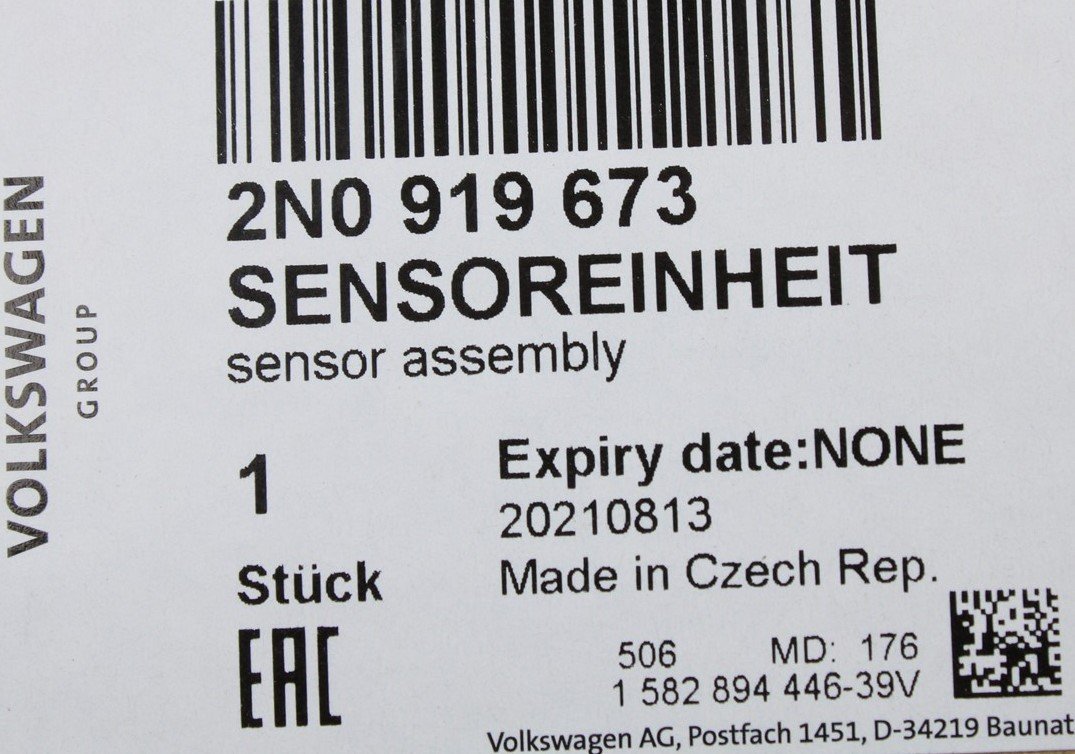 2N0 919 673
SENSOREINHEIT
sensor assembly
1
Expiry date:NONE
20210813
Stück
Made in Czech Rep.
EAC
506 MD: 176
1 582 894 446-39V
Volkswagen AG, Postfach 1451, D-34219 Baunat
VOLKSWAGEN
GROUP